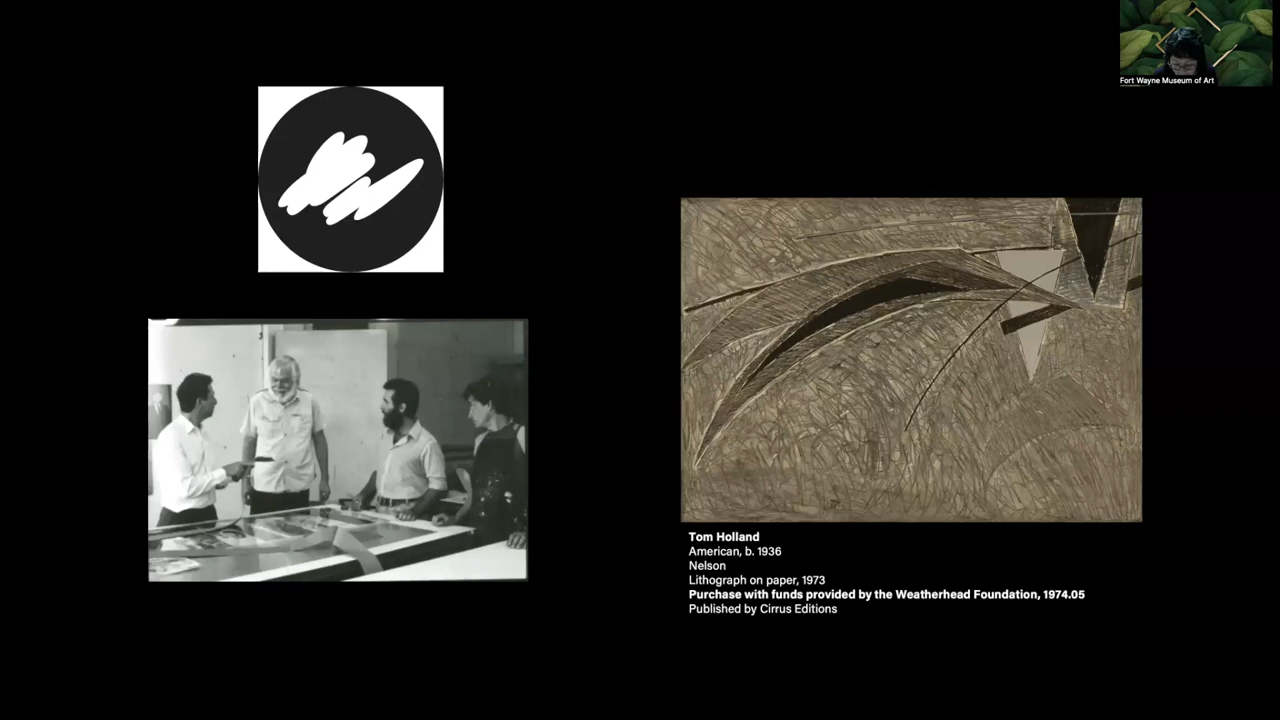 Fort Wayne Museum of Art
Tom Holland
American, b. 1936
Nelson
Lithograph on paper, 1973
Purchase with funds provided by the Weatherhead Foundation, 1974.05
Published by Cirrus Editions